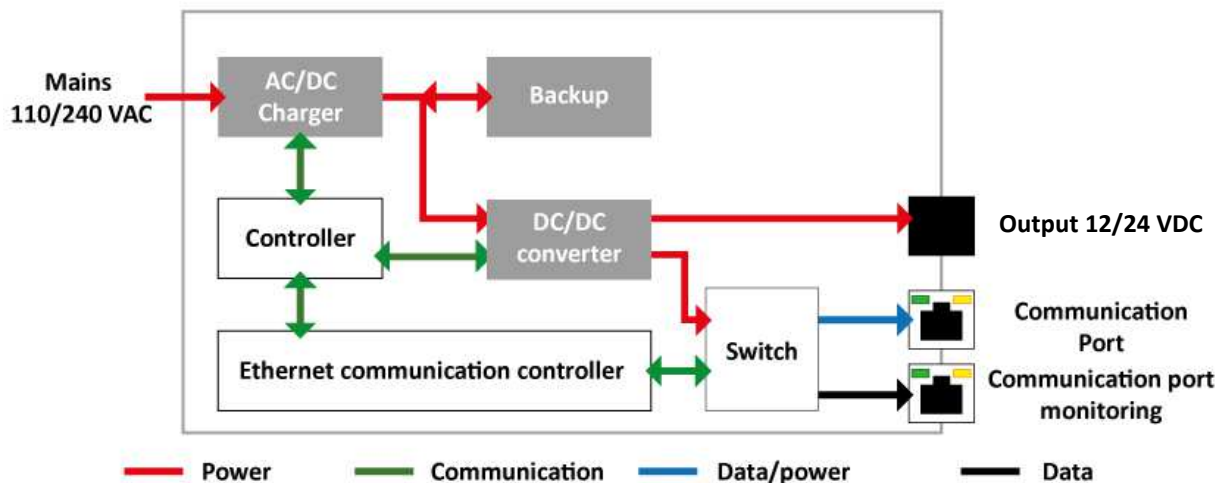 Mains
110/240 VAC
AC/DC
Charger
Backup
Controller
DC/DC
converter
Output 12/24 VDC
Ethernet communication controller
Switch
Communication
Port
Communication port
monitoring
Power
Communication
Data/power
Data